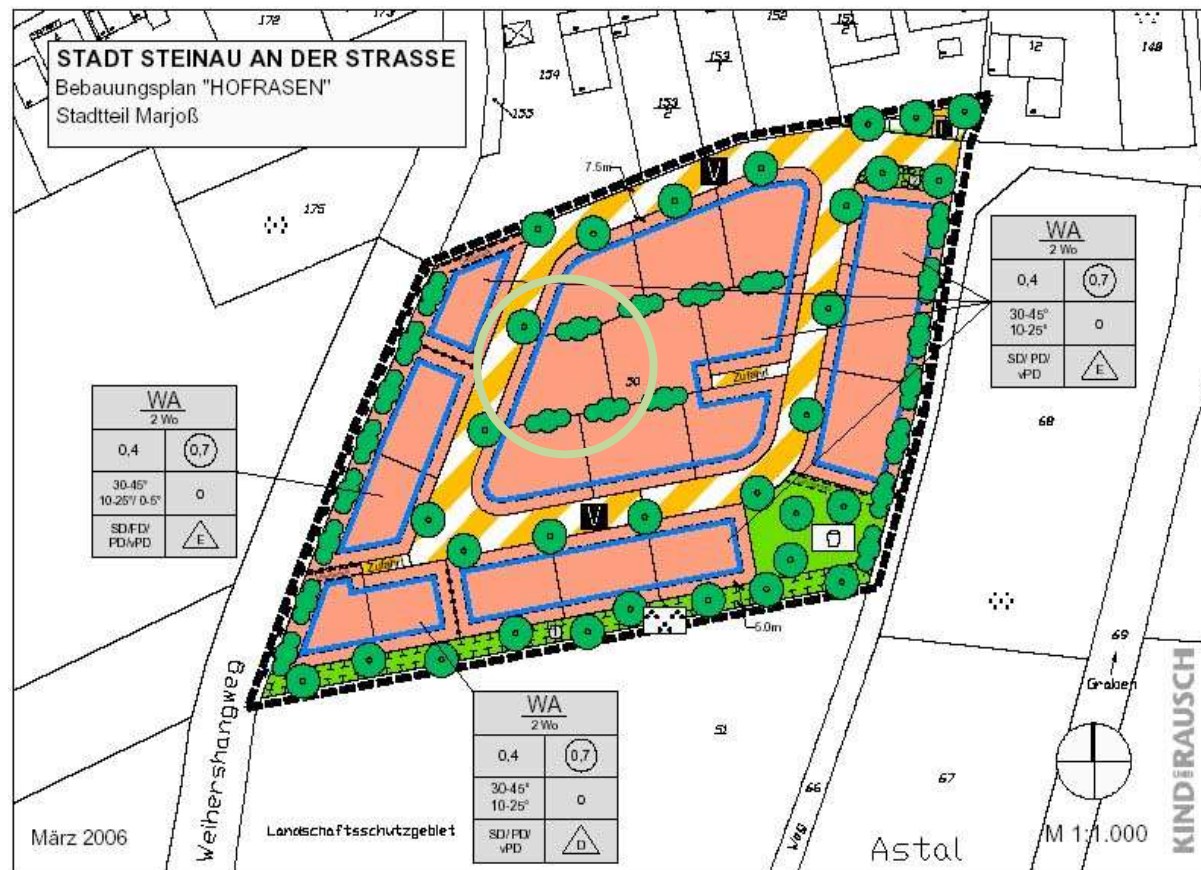 STADT STEINAU AN DER STRASSE
Bebauungsplan "HOFRASEN"
Stadtteil Marjoß
172
173
154
155
153
1
153
2
152
151
2
12
148
175
7.5m
V
WA
2 Wo
0,4
0,7
30-45°
10-25°
o
SD/ PD/
vPD
E
68
50
Zufahrt
WA
2 Wo
0,4
0,7
30-45°
10-25°/ 0-5°
o
SD/FD/
PD/vPD
E
V
Zufahrt
5.0m
69
Graben
WA
2 Wo
0,4
0,7
30-45°
10-25°
o
SD/ PD/
vPD
D
51
66
67
Weg
Weihershangweg
Landschaftsschutzgebiet
März 2006
Astal
M 1:1.000